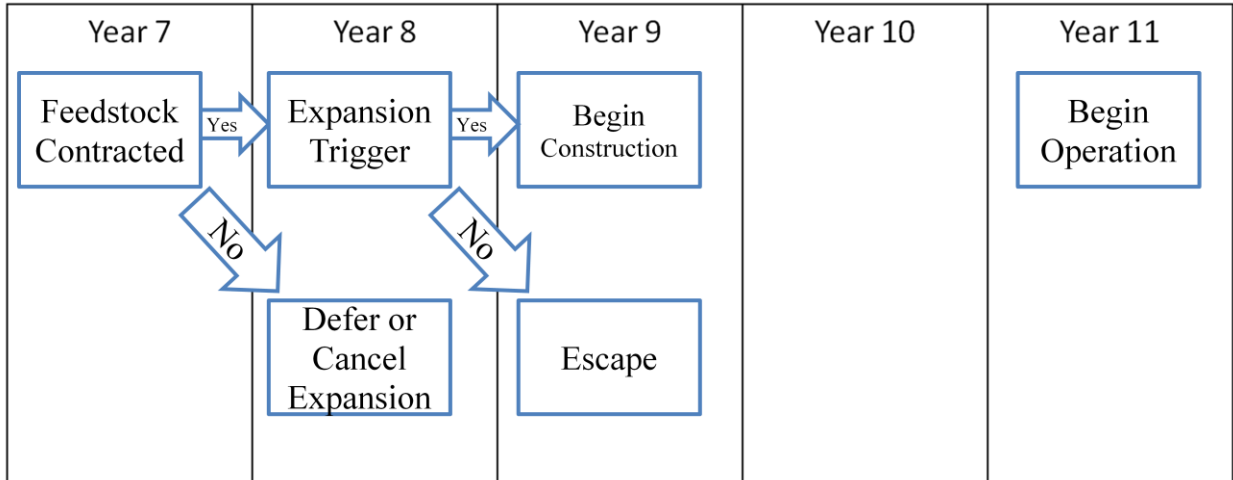 Year 7
Year 8
Year 9
Year 10
Year 11
Feedstock
Contracted
Yes
Expansion
Trigger
Yes
Begin
Construction
Begin
Operation
No
No
Defer or
Cancel
Expansion
Escape